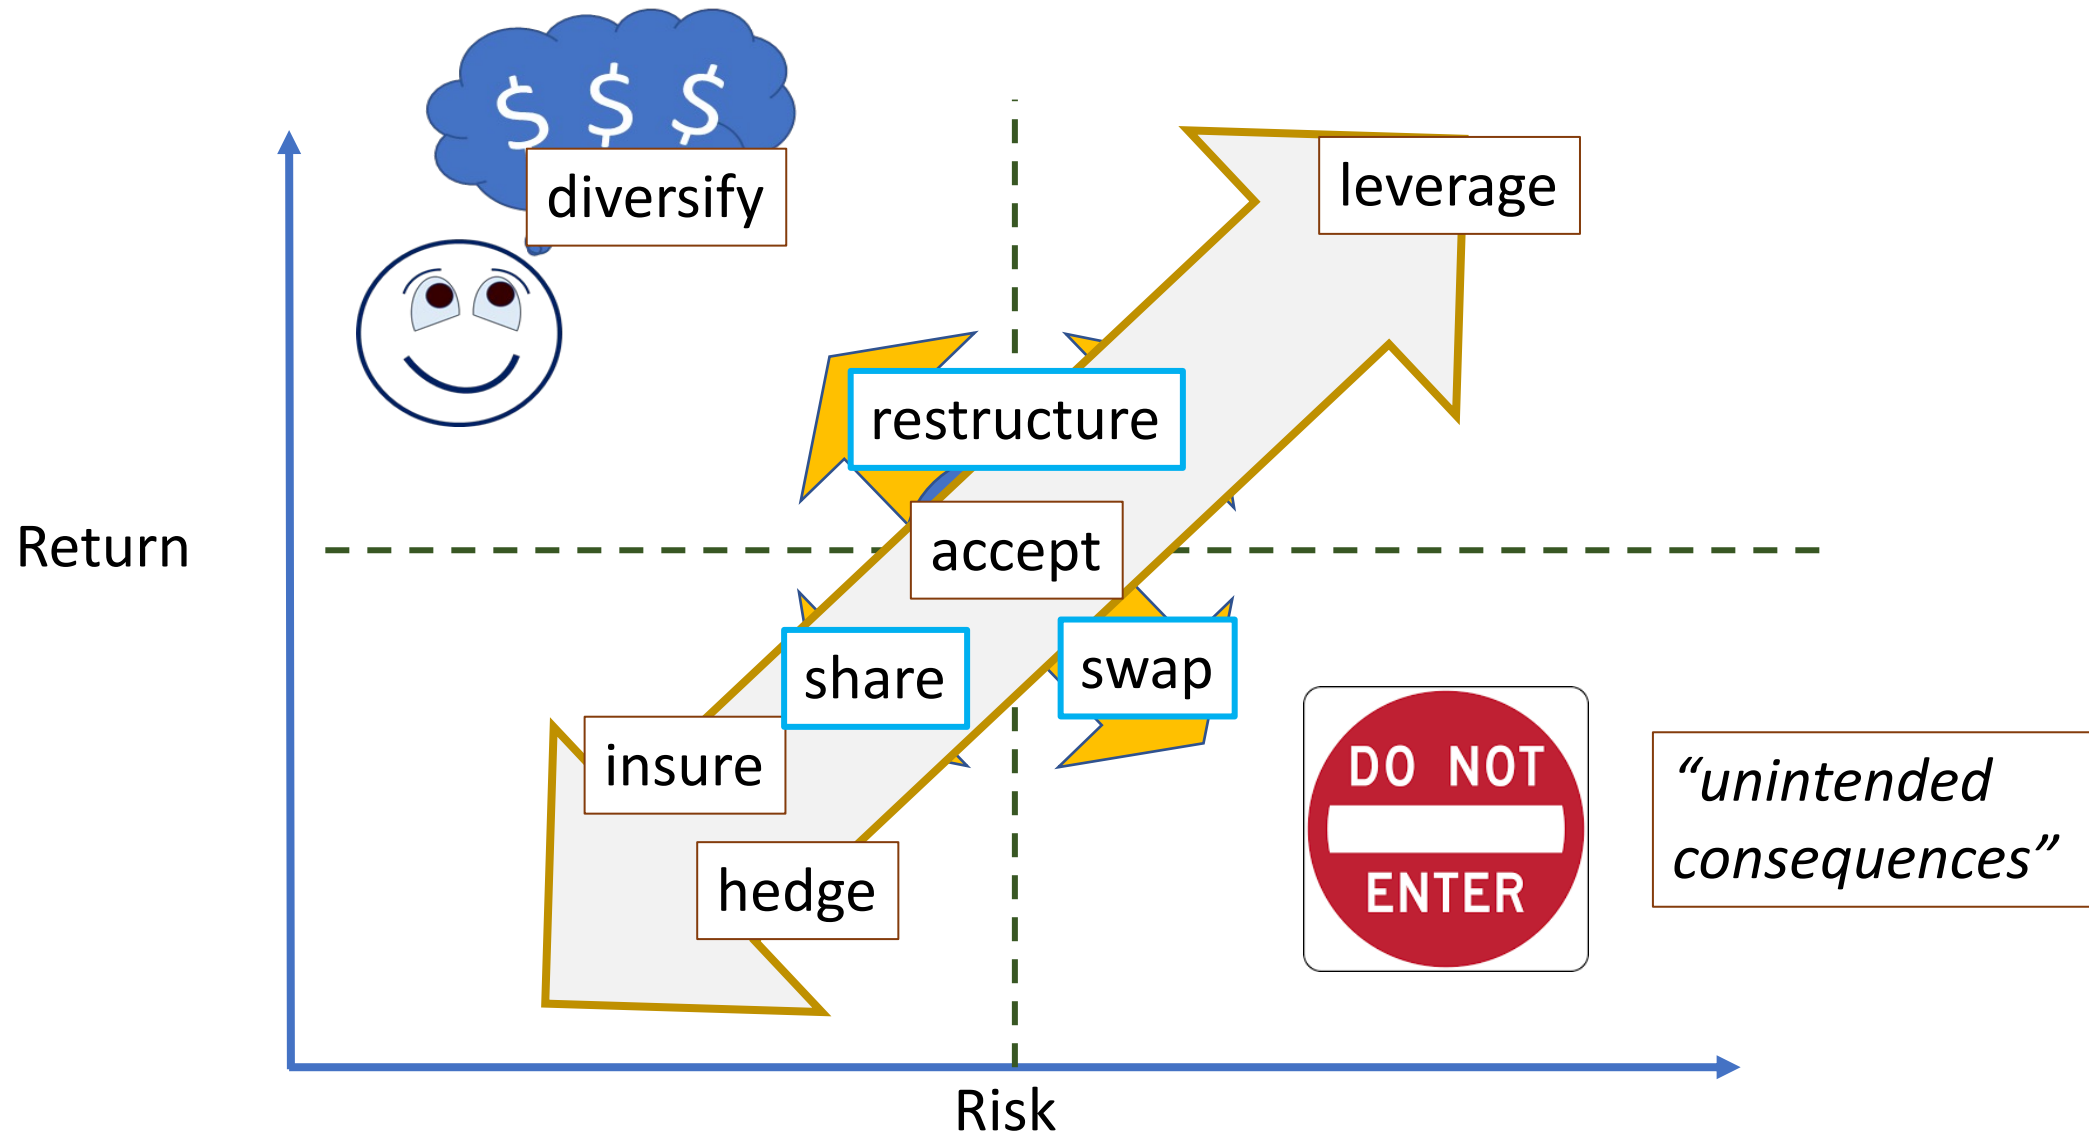 $ $ $
diversify
leverage
restructure
Return
accept
share
swap
insure
DO NOT
ENTER
“unintended
consequences”
hedge
Risk